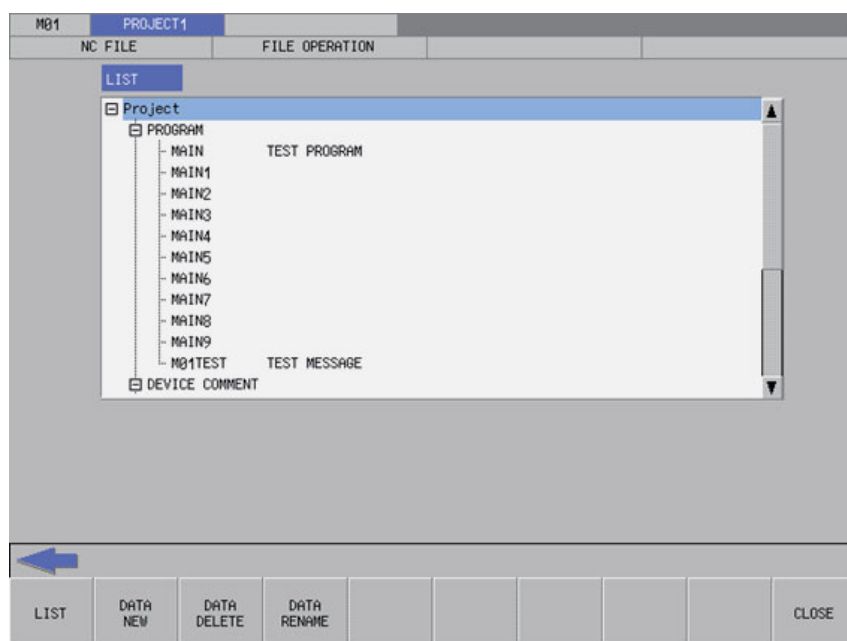 M01 PROJECT1
NC FILE FILE OPERATION
LIST
Project
PROGRAM
MAIN TEST PROGRAM
MAIN1
MAIN2
MAIN3
MAIN4
MAIN5
MAIN6
MAIN7
MAIN8
MAIN9
M01TEST TEST MESSAGE
DEVICE COMMENT
LIST DATA NEW DATA DELETE DATA RENAME CLOSE